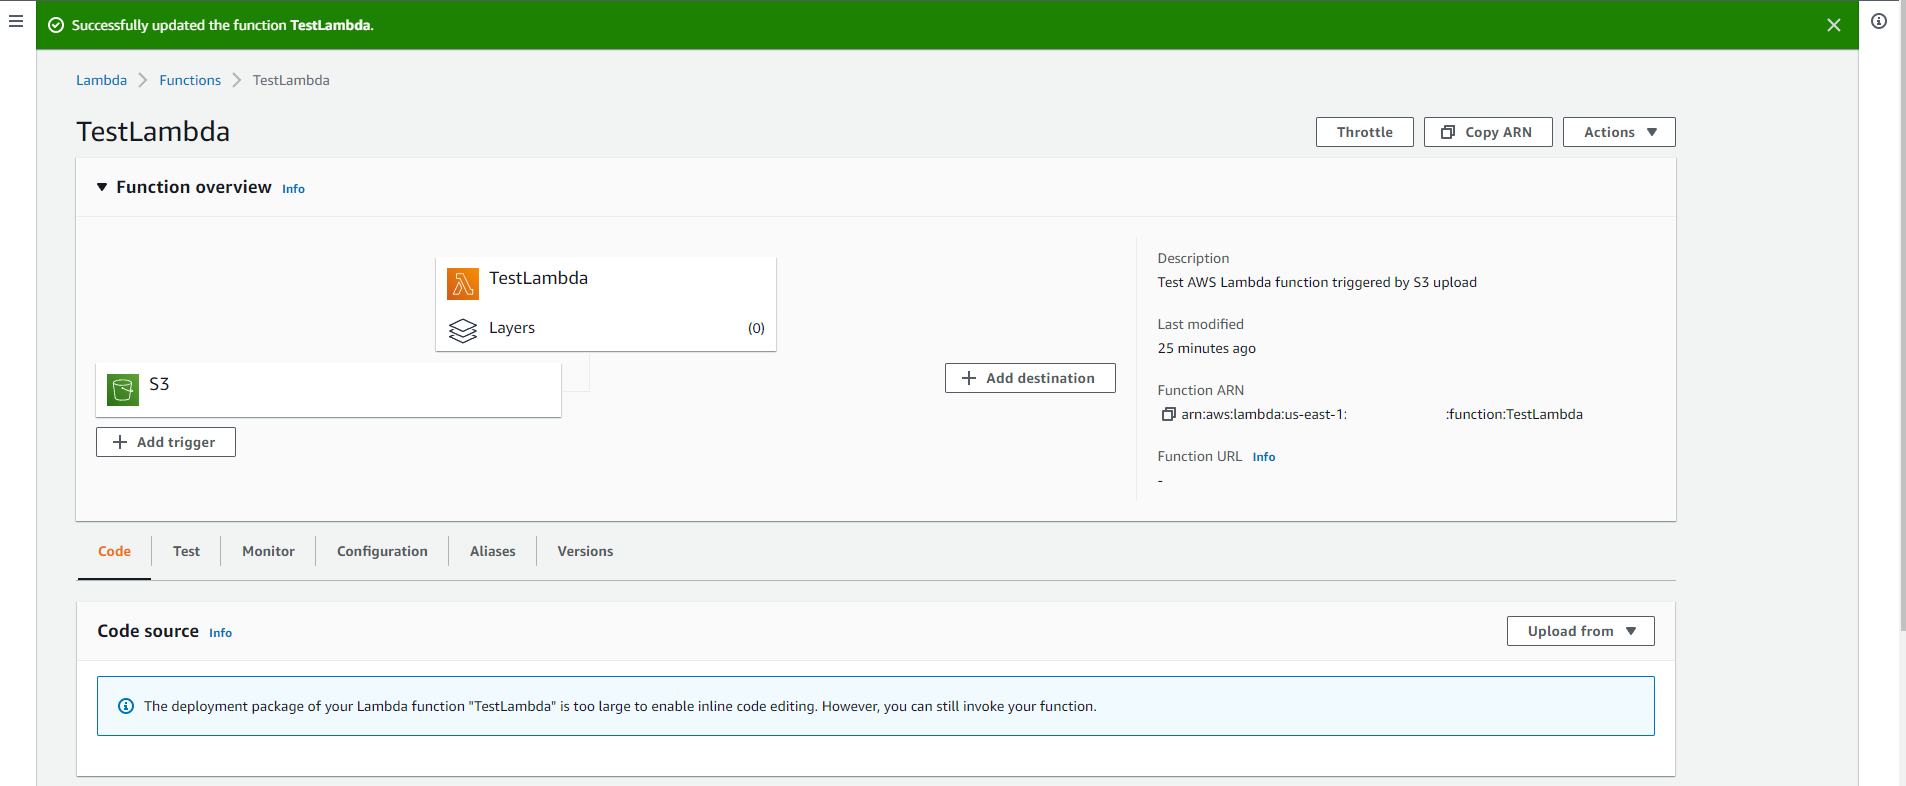 Successfully updated the function TestLambda.
Lambda Functions TestLambda
TestLambda
Throttle Copy ARN Actions
Function overview Info
TestLambda
Layers (0)
S3
Add trigger
Add destination
Description
Test AWS Lambda function triggered by S3 upload
Last modified
25 minutes ago
Function ARN
arn:aws:lambda:us-east-1: :function:TestLambda
Function URL Info
-
Code Test Monitor Configuration Aliases Versions
Code source Info Upload from
The deployment package of your Lambda function "TestLambda" is too large to enable inline code editing. However, you can still invoke your function.